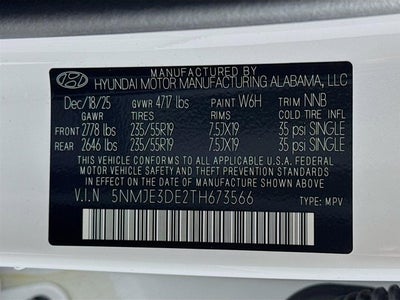 MANUFACTURED BY
HYUNDAI MOTOR MANUFACTURING ALABAMA, LLC
Dec/18/25 GVWR 4717 lbs PAINT W6H TRIM NNB
GAWR TIRES RIMS COLD TIRE PRESSURE
FRONT 2778 lbs 235/55R19 7.5JX19 35 psi SINGLE
REAR 2646 lbs 235/55R19 7.5JX19 35 psi SINGLE
THIS VEHICLE CONFORMS TO ALL APPLICABLE U.S.A. FEDERAL
MOTOR VEHICLE SAFETY, BUMPER, AND
THEFT PREVENTION STANDARDS IN EFFECT ON THE DATE OF MANUFACTURE SHOWN ABOVE.
V.I.N 5NMJE3DE2TH673566
TYPE: MPV